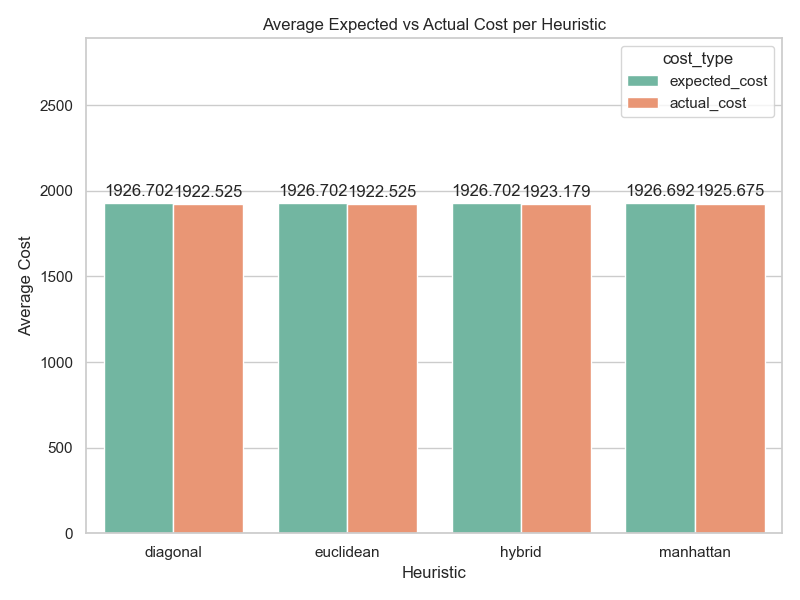 Average Expected vs Actual Cost per Heuristic
cost_type
expected_cost
actual_cost
Average Cost
2500
2000
1500
1000
500
0
1926.702 1922.525 1926.702 1922.525 1926.702 1923.179 1926.692 1925.675
diagonal euclidean hybrid manhattan
Heuristic